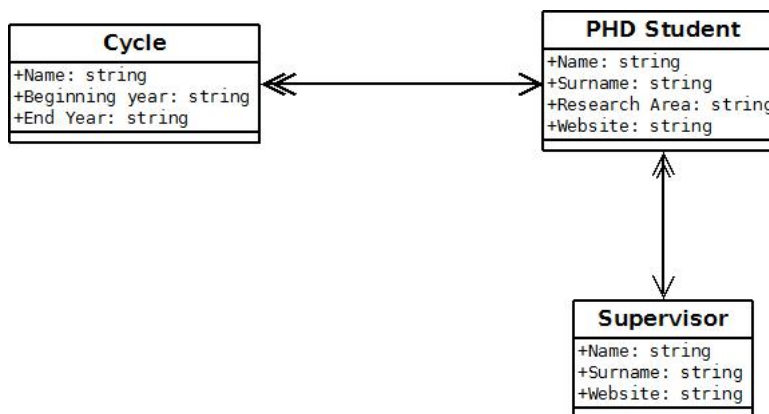 Cycle
+Name: string
+Beginning year: string
+End Year: string
PHD Student
+Name: string
+Surname: string
+Research Area: string
+Website: string
Supervisor
+Name: string
+Surname: string
+Website: string